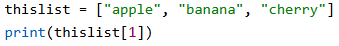 thislist = ["apple", "banana", "cherry"]
print(thislist[1])